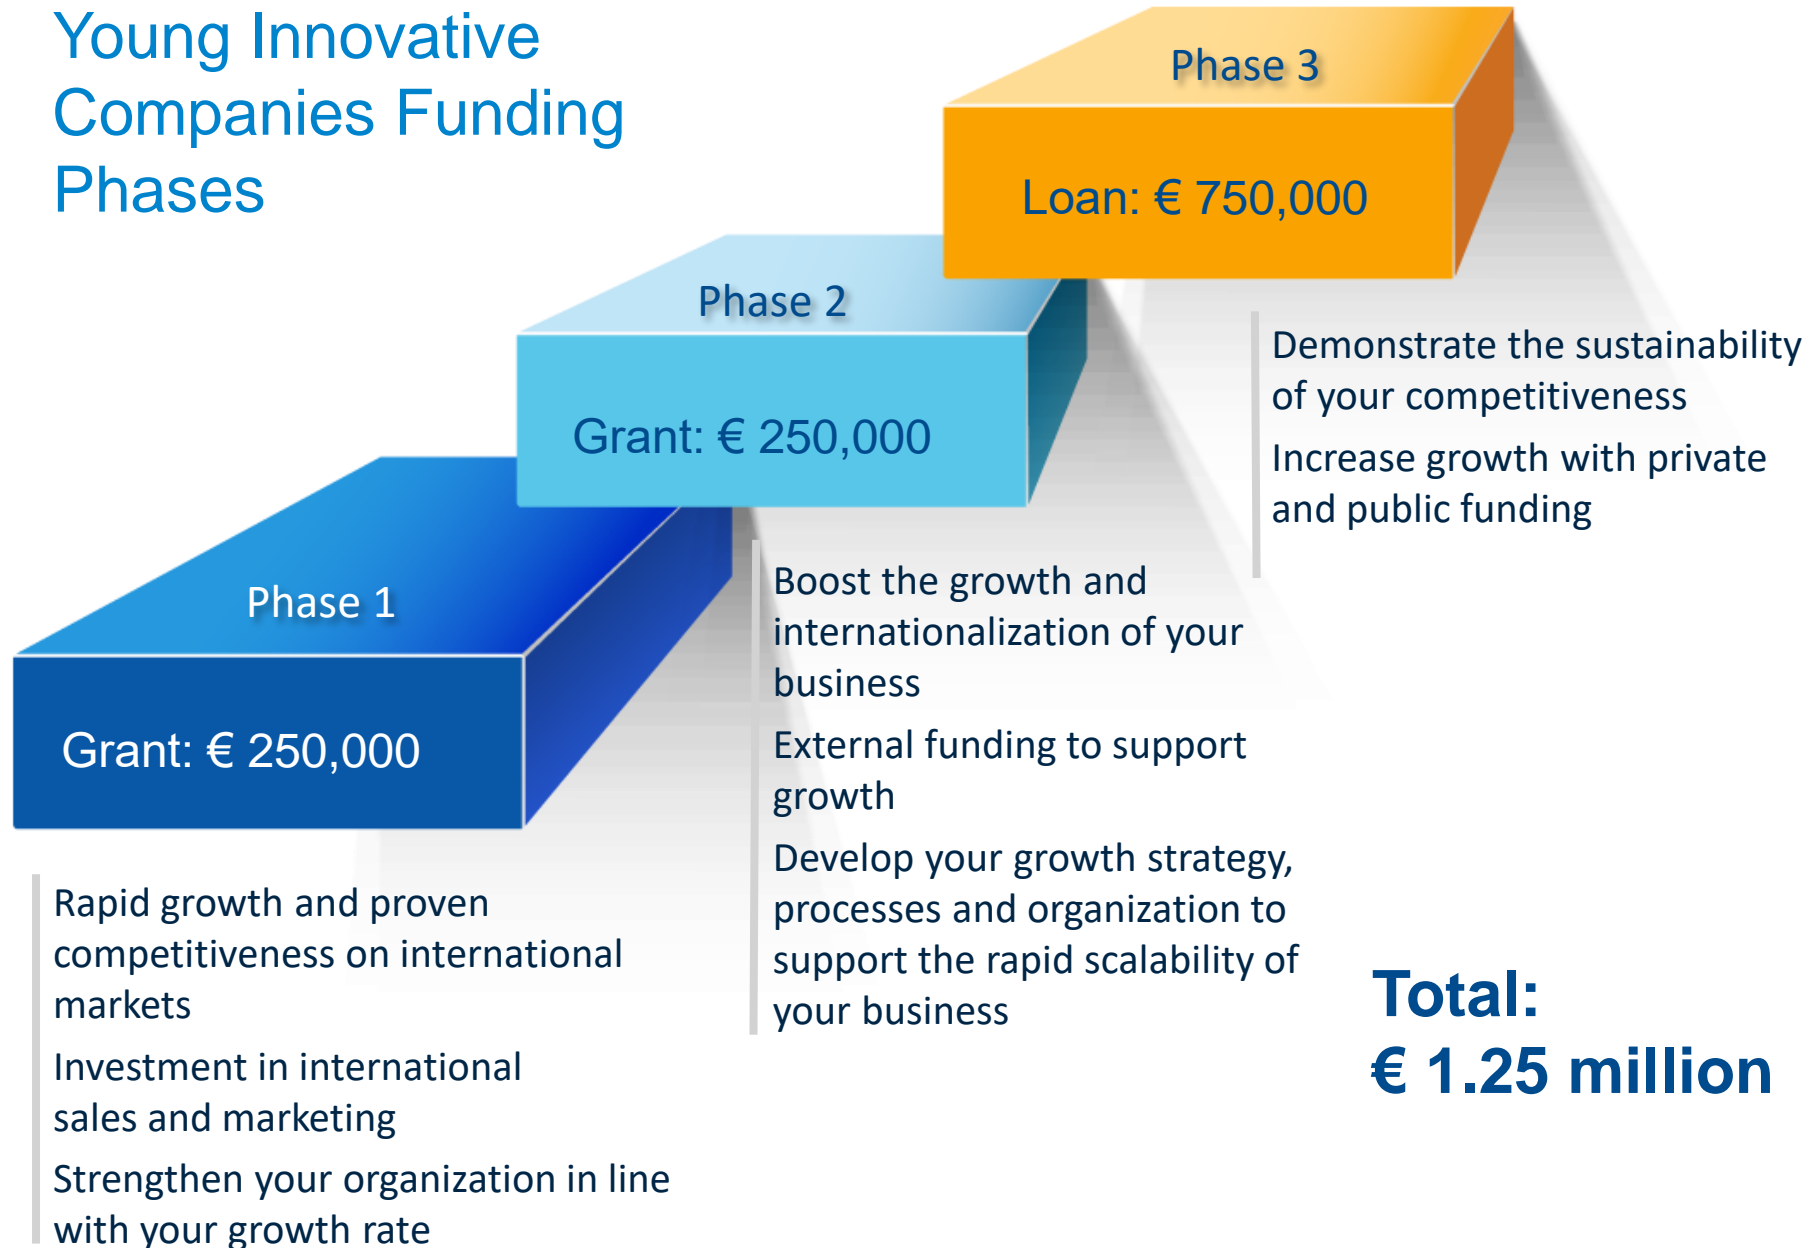 Young Innovative
Companies Funding
Phases
Phase 1
Grant: € 250,000
Rapid growth and proven
competitiveness on international
markets
Investment in international
sales and marketing
Strengthen your organization in line
with your growth rate
Phase 2
Grant: € 250,000
Boost the growth and
internationalization of your
business
External funding to support
growth
Develop your growth strategy,
processes and organization to
support the rapid scalability of
your business
Phase 3
Loan: € 750,000
Demonstrate the sustainability
of your competitiveness
Increase growth with private
and public funding
Total:
€ 1.25 million